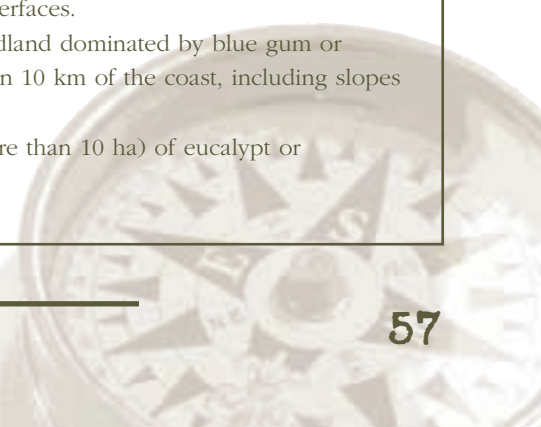 erfaces.
dland dominated by blue gum or
n 10 km of the coast, including slopes
re than 10 ha) of eucalypt or
E
S
57